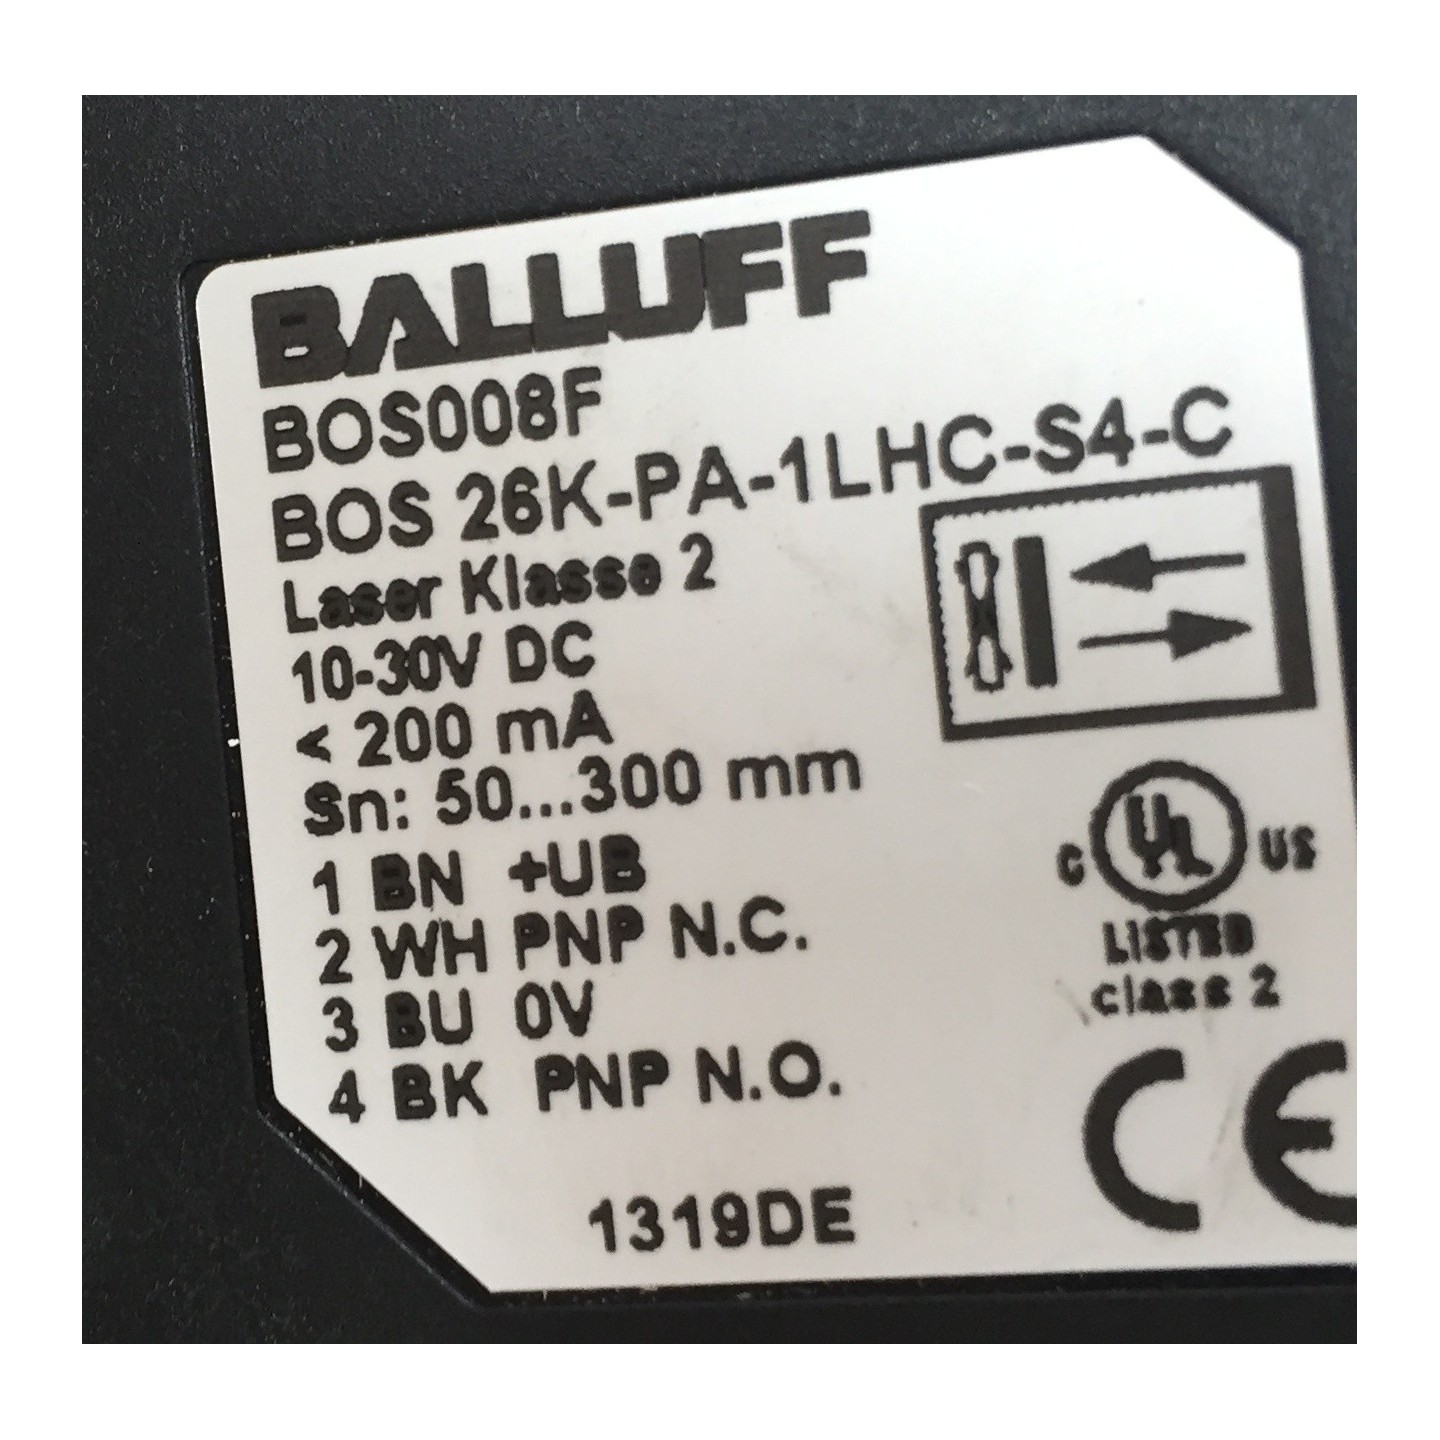 BALLUFF
BOS008F
BOS 26K-PA-1LHC-S4-C
Laser Klasse 2
10-30V DC
< 200 mA
Sn: 50...300 mm
1 BN +UB
2 WH PNP N.C.
3 BU 0V
4 BK PNP N.O.
C UL US
LISTED
class 2
CE
1319DE